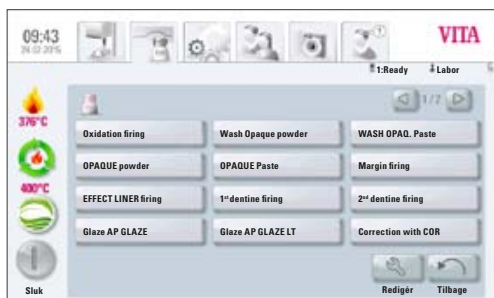 09:43
VITA
24.02.2015
1:Ready Labor
376°C
1/2
Oxidation firing Wash Opaque powder WASH OPAQ. Paste
OPAQUE powder OPAQUE Paste Margin firing
400°C
EFFECT LINER firing 1st dentine firing 2nd dentine firing
Glaze AP GLAZE Glaze AP GLAZE LT Correction with COR
Sluk Redigér Tilbage